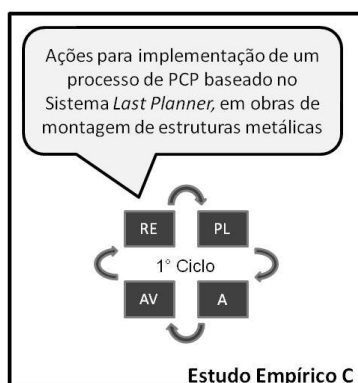 Ações para implementação de um
processo de PCP baseado no
Sistema Last Planner, em obras de
montagem de estruturas metálicas
RE
PL
1° Ciclo
AV
A
Estudo Empírico C